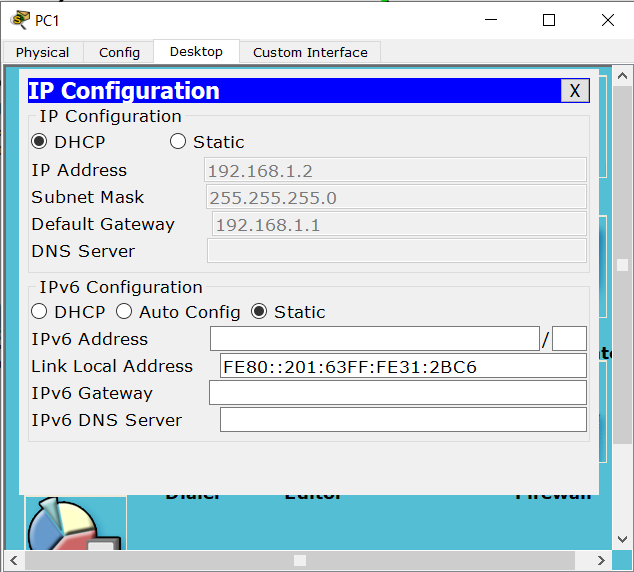 PC1
Physical Config Desktop Custom Interface
IP Configuration X
IP Configuration
DHCP Static
IP Address 192.168.1.2
Subnet Mask 255.255.255.0
Default Gateway 192.168.1.1
DNS Server
IPv6 Configuration
DHCP Auto Config Static
IPv6 Address /
Link Local Address FE80::201:63FF:FE31:2BC6
IPv6 Gateway
IPv6 DNS Server
Dialer Editor Firewall